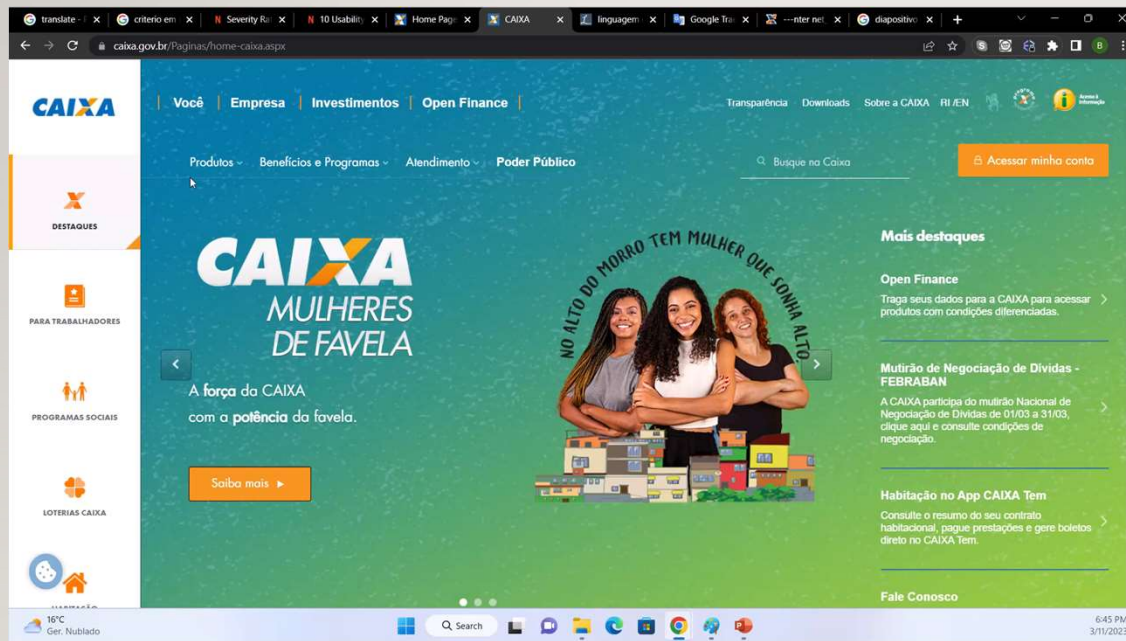 translate - 
criterio em
Severity Ra
10 Usability
Home Page
CAIXA
linguagem
Google Tra
---nter net
diapositivo
caixa.gov.br/Paginas/home-caixa.aspx
B
CAIXA
Você | Empresa | Investimentos | Open Finance |
Transparência Downloads Sobre a CAIXA RI /EN
Acesso à
Informação
Produtos Benefícios e Programas Atendimento Poder Público
Busque na Caixa
Acessar minha conta
DESTAQUES
PARA TRABALHADORES
PROGRAMAS SOCIAIS
LOTERIAS CAIXA
CAIXA
MULHERES
DE FAVELA
A força da CAIXA
com a potência da favela.
Saiba mais
NO ALTO DO MORRO TEM MULHER QUE SONHA ALTO.
Mais destaques
Open Finance
Traga seus dados para a CAIXA para acessar
produtos com condições diferenciadas.
Mutirão de Negociação de Dívidas -
FEBRABAN
A CAIXA participa do mutirão Nacional de
Negociação de Dívidas de 01/03 a 31/03,
clique aqui e consulte condições de
negociação.
Habitação no App CAIXA Tem
Consulte o resumo do seu contrato
habitacional, pague prestações e gere boletos
direto no CAIXA Tem.
Fale Conosco
16°C
Ger. Nublado
Search
6:45 PM
3/11/2023